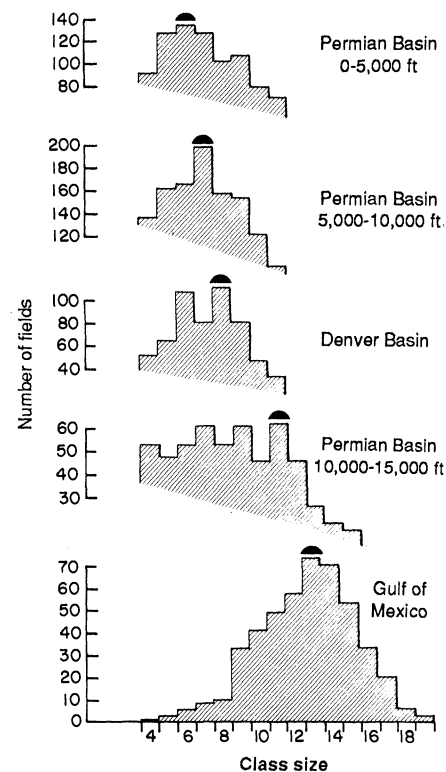 140
120
100
80
Permian Basin
0-5,000 ft
200
180
160
140
120
Permian Basin
5,000-10,000 ft.
Number of fields
100
80
60
40
Denver Basin
60
50
40
30
Permian Basin
10,000-15,000 ft
70
60
50
40
30
20
10
0
Gulf of
Mexico
4 6 8 10 12 14 16 18
Class size